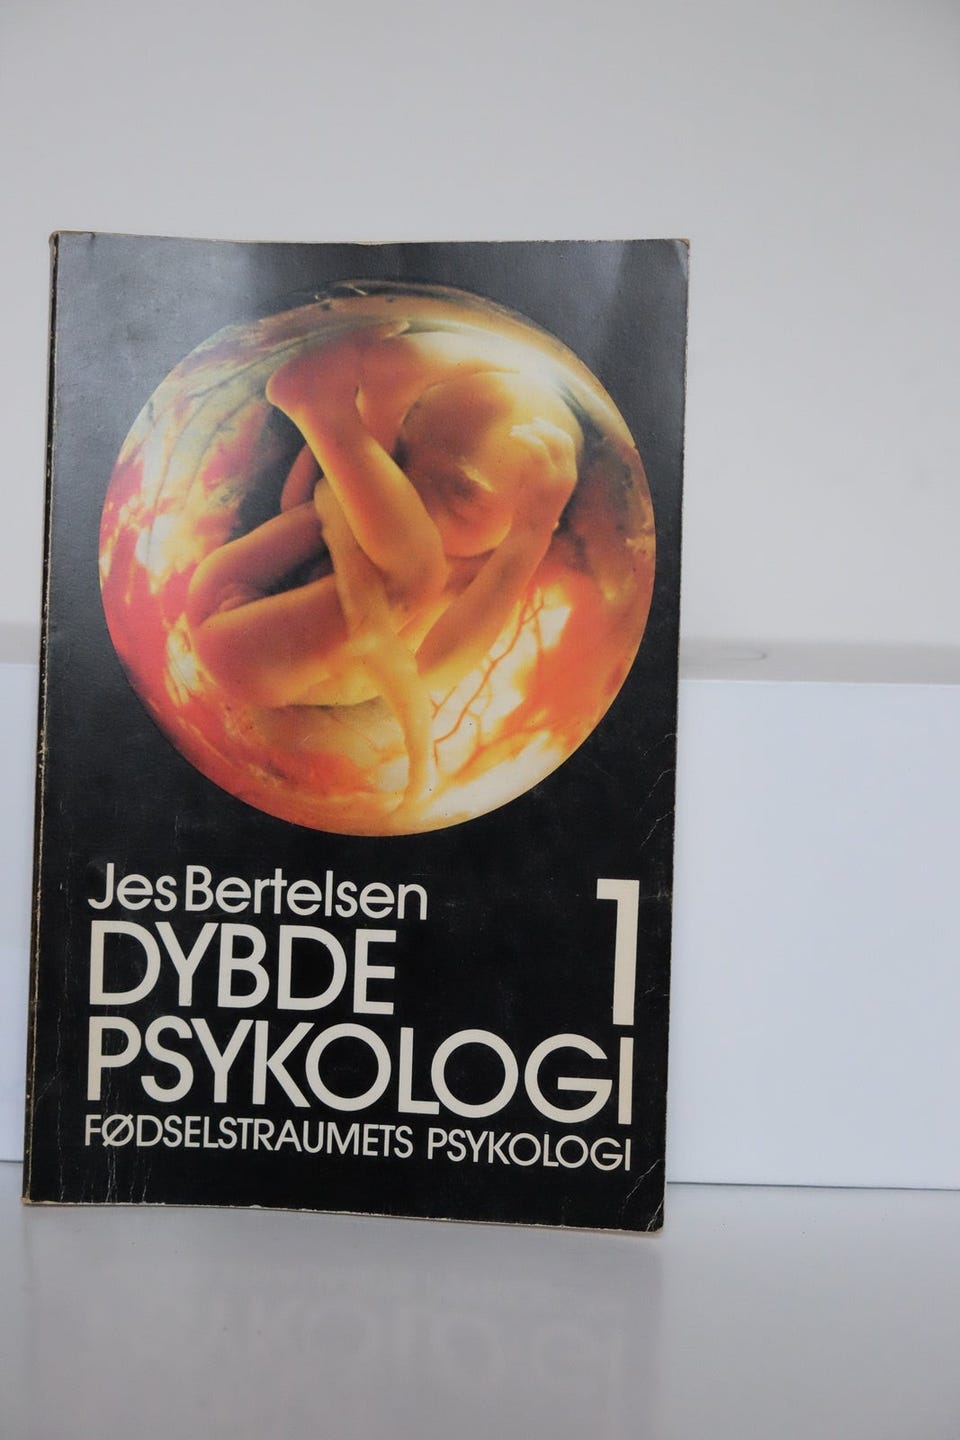 Jes Bertelsen
DYBDE
PSYKOLOGI 1
FØDSELSTRAUMETS PSYKOLOGI